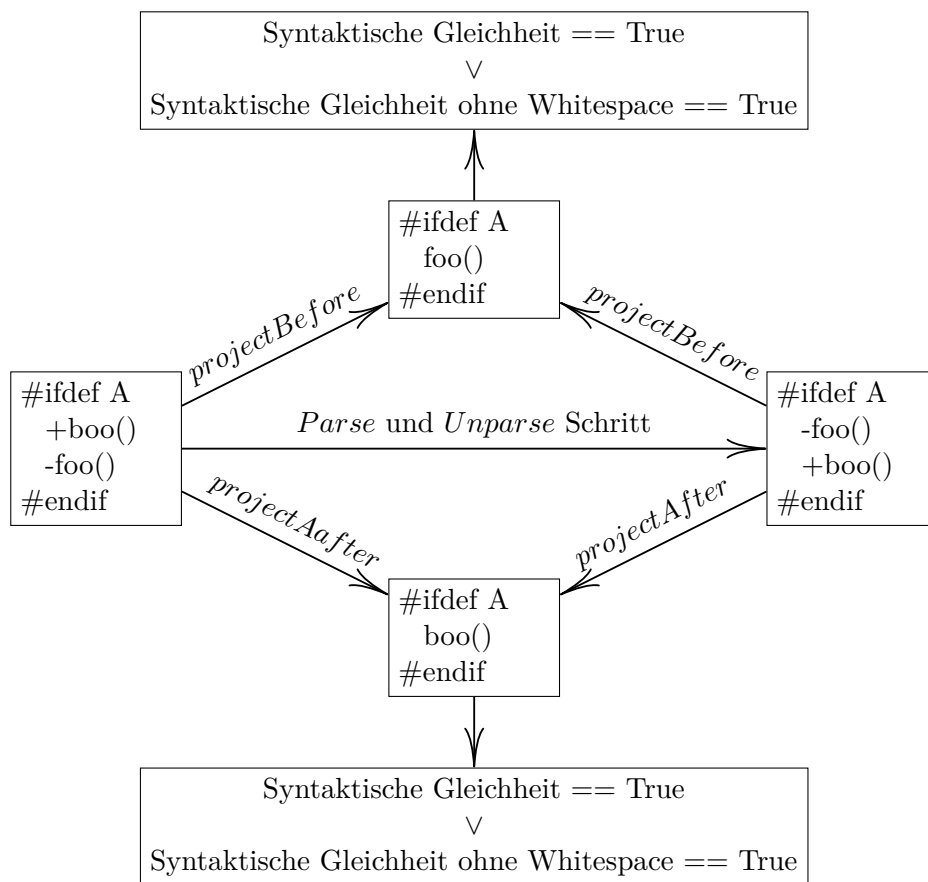 Syntaktische Gleichheit == True
∨
Syntaktische Gleichheit ohne Whitespace == True
#ifdef A
foo()
#endif
projectBefore
projectBefore
#ifdef A
+boo()
-foo()
#endif
Parse und Unparse Schritt
#ifdef A
-foo()
+boo()
#endif
projectAafter
projectAfter
#ifdef A
boo()
#endif
Syntaktische Gleichheit == True
∨
Syntaktische Gleichheit ohne Whitespace == True